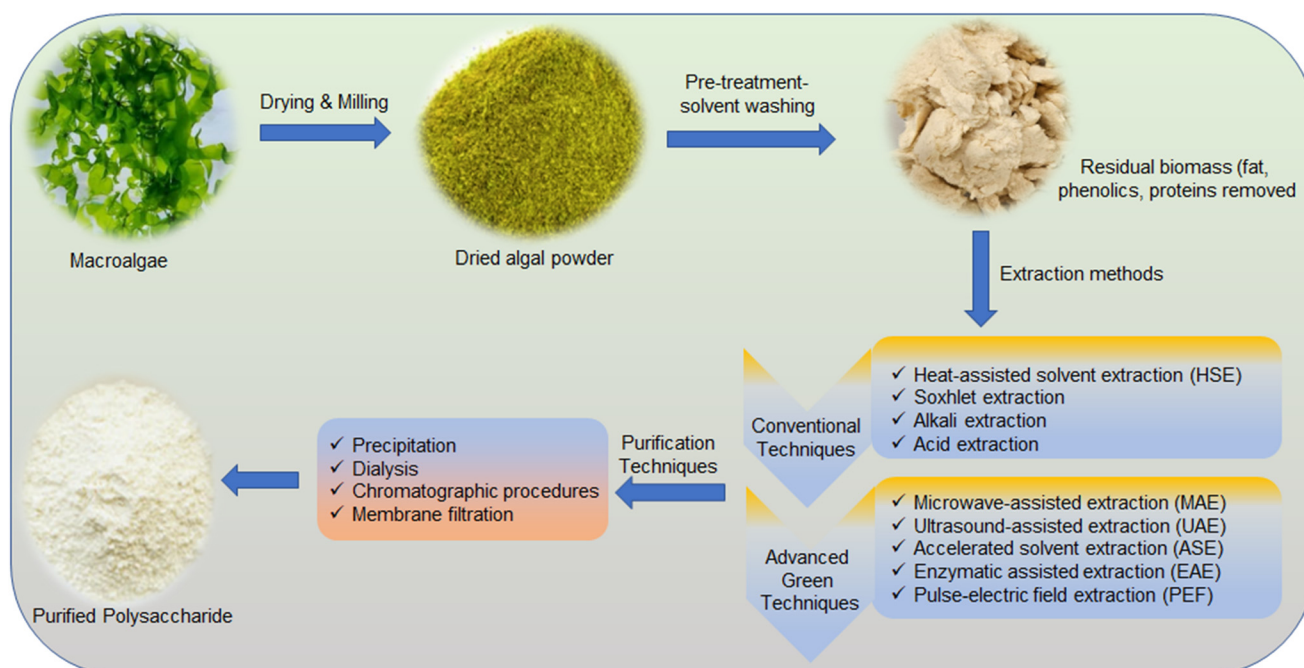 Drying & Milling
Pre-treatment-
solvent washing
Macroalgae
Dried algal powder
Residual biomass (fat,
phenolics, proteins removed
Extraction methods
Conventional
Techniques
✓ Heat-assisted solvent extraction (HSE)
✓ Soxhlet extraction
✓ Alkali extraction
✓ Acid extraction
Advanced
Green
Techniques
✓ Microwave-assisted extraction (MAE)
✓ Ultrasound-assisted extraction (UAE)
✓ Accelerated solvent extraction (ASE)
✓ Enzymatic assisted extraction (EAE)
✓ Pulse-electric field extraction (PEF)
Purification
Techniques
✓ Precipitation
✓ Dialysis
✓ Chromatographic procedures
✓ Membrane filtration
Purified Polysaccharide